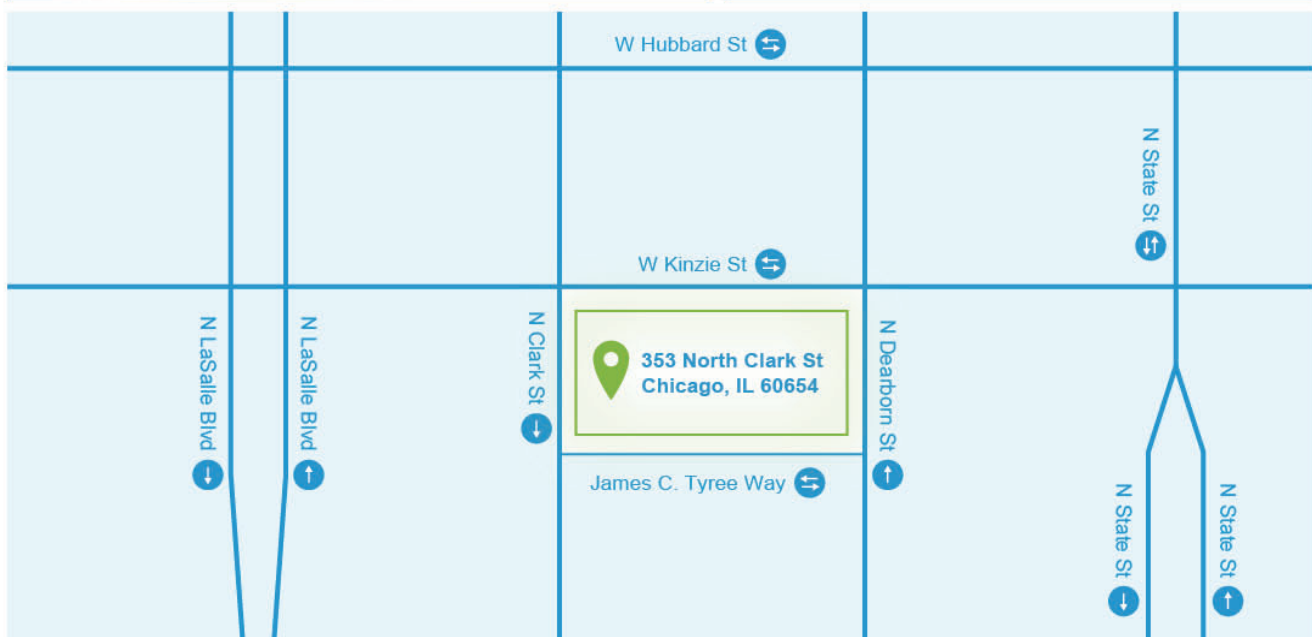 W Hubbard St
N State St
W Kinzie St
N LaSalle Blvd
N LaSalle Blvd
N Clark St
353 North Clark St
Chicago, IL 60654
N Dearborn St
James C. Tyree Way
N State St
N State St